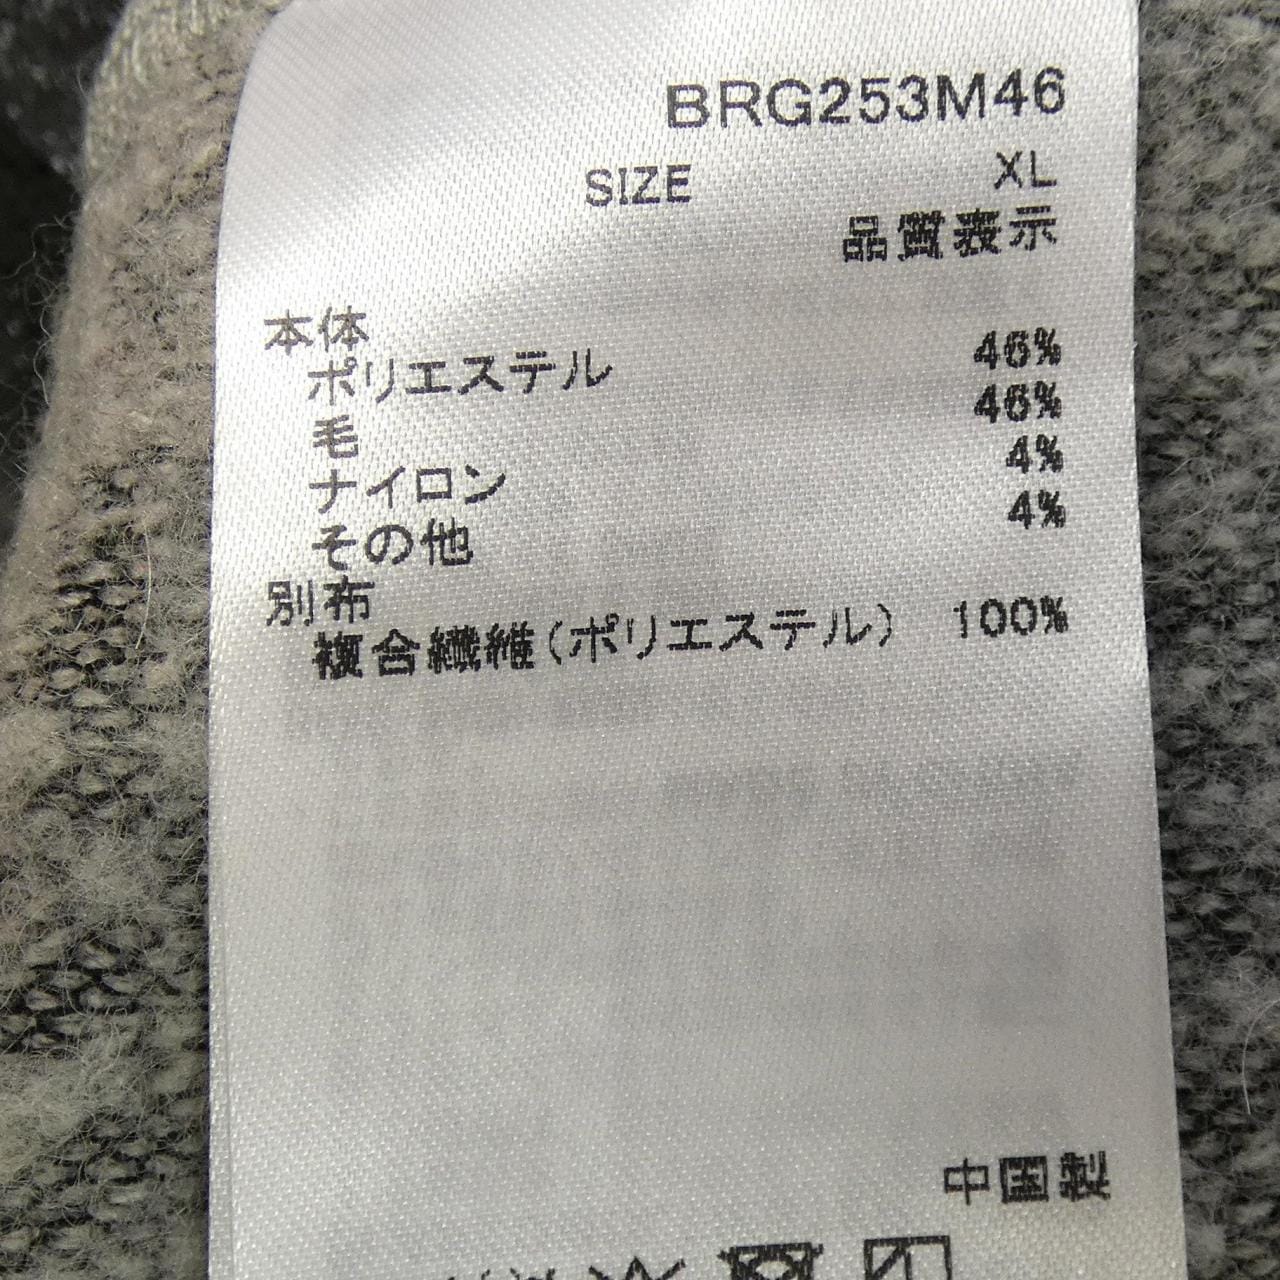 BRG253M46
SIZE XL
品質表示
本体
ポリエステル 46%
毛 46%
ナイロン 4%
その他 4%
別布
複合繊維(ポリエステル) 100%
中国製